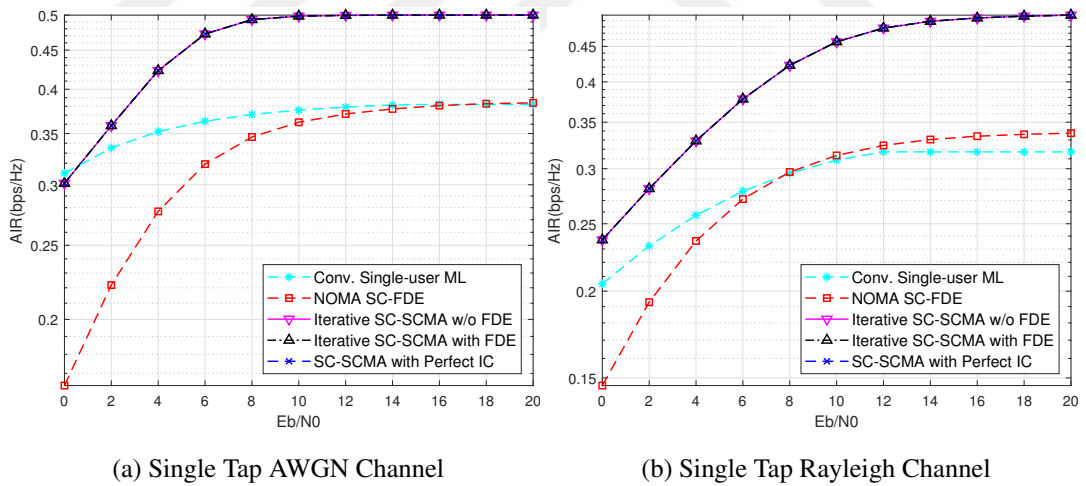 0.5
0.45
0.4
0.35
0.3
0.25
0.2
AIR(bps/Hz)
0 2 4 6 8 10 12 14 16 18 20
Eb/N0
Conv. Single-user ML
NOMA SC-FDE
Iterative SC-SCMA w/o FDE
Iterative SC-SCMA with FDE
SC-SCMA with Perfect IC
(a) Single Tap AWGN Channel
0.45
0.4
0.35
0.3
0.25
0.2
0.15
AIR(bps/Hz)
0 2 4 6 8 10 12 14 16 18 20
Eb/N0
Conv. Single-user ML
NOMA SC-FDE
Iterative SC-SCMA w/o FDE
Iterative SC-SCMA with FDE
SC-SCMA with Perfect IC
(b) Single Tap Rayleigh Channel